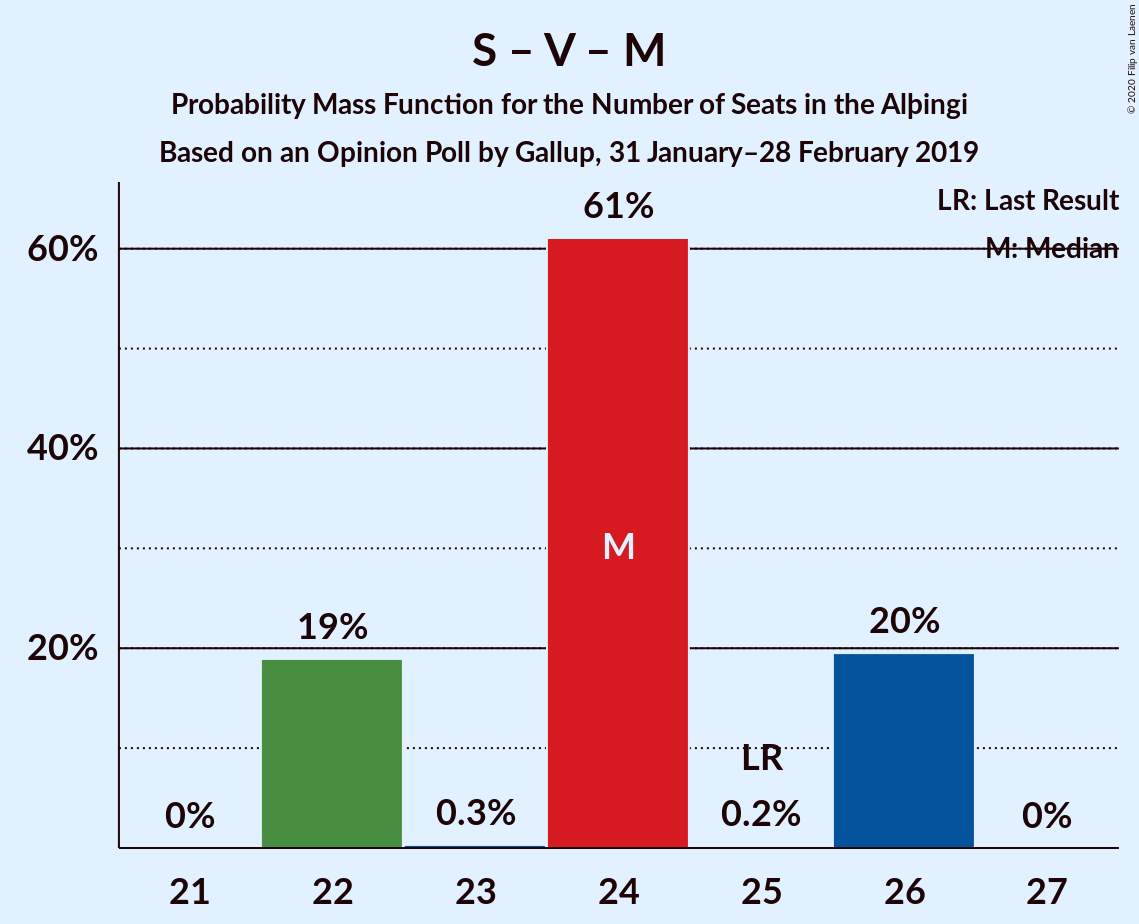 S – V – M
Probability Mass Function for the Number of Seats in the Alþingi
Based on an Opinion Poll by Gallup, 31 January–28 February 2019
© 2020 Filip van Laenen
LR: Last Result
M: Median
60%
40%
20%
61%
M
19%
20%
LR
0%
0.3%
0.2%
0%
21 22 23 24 25 26 27